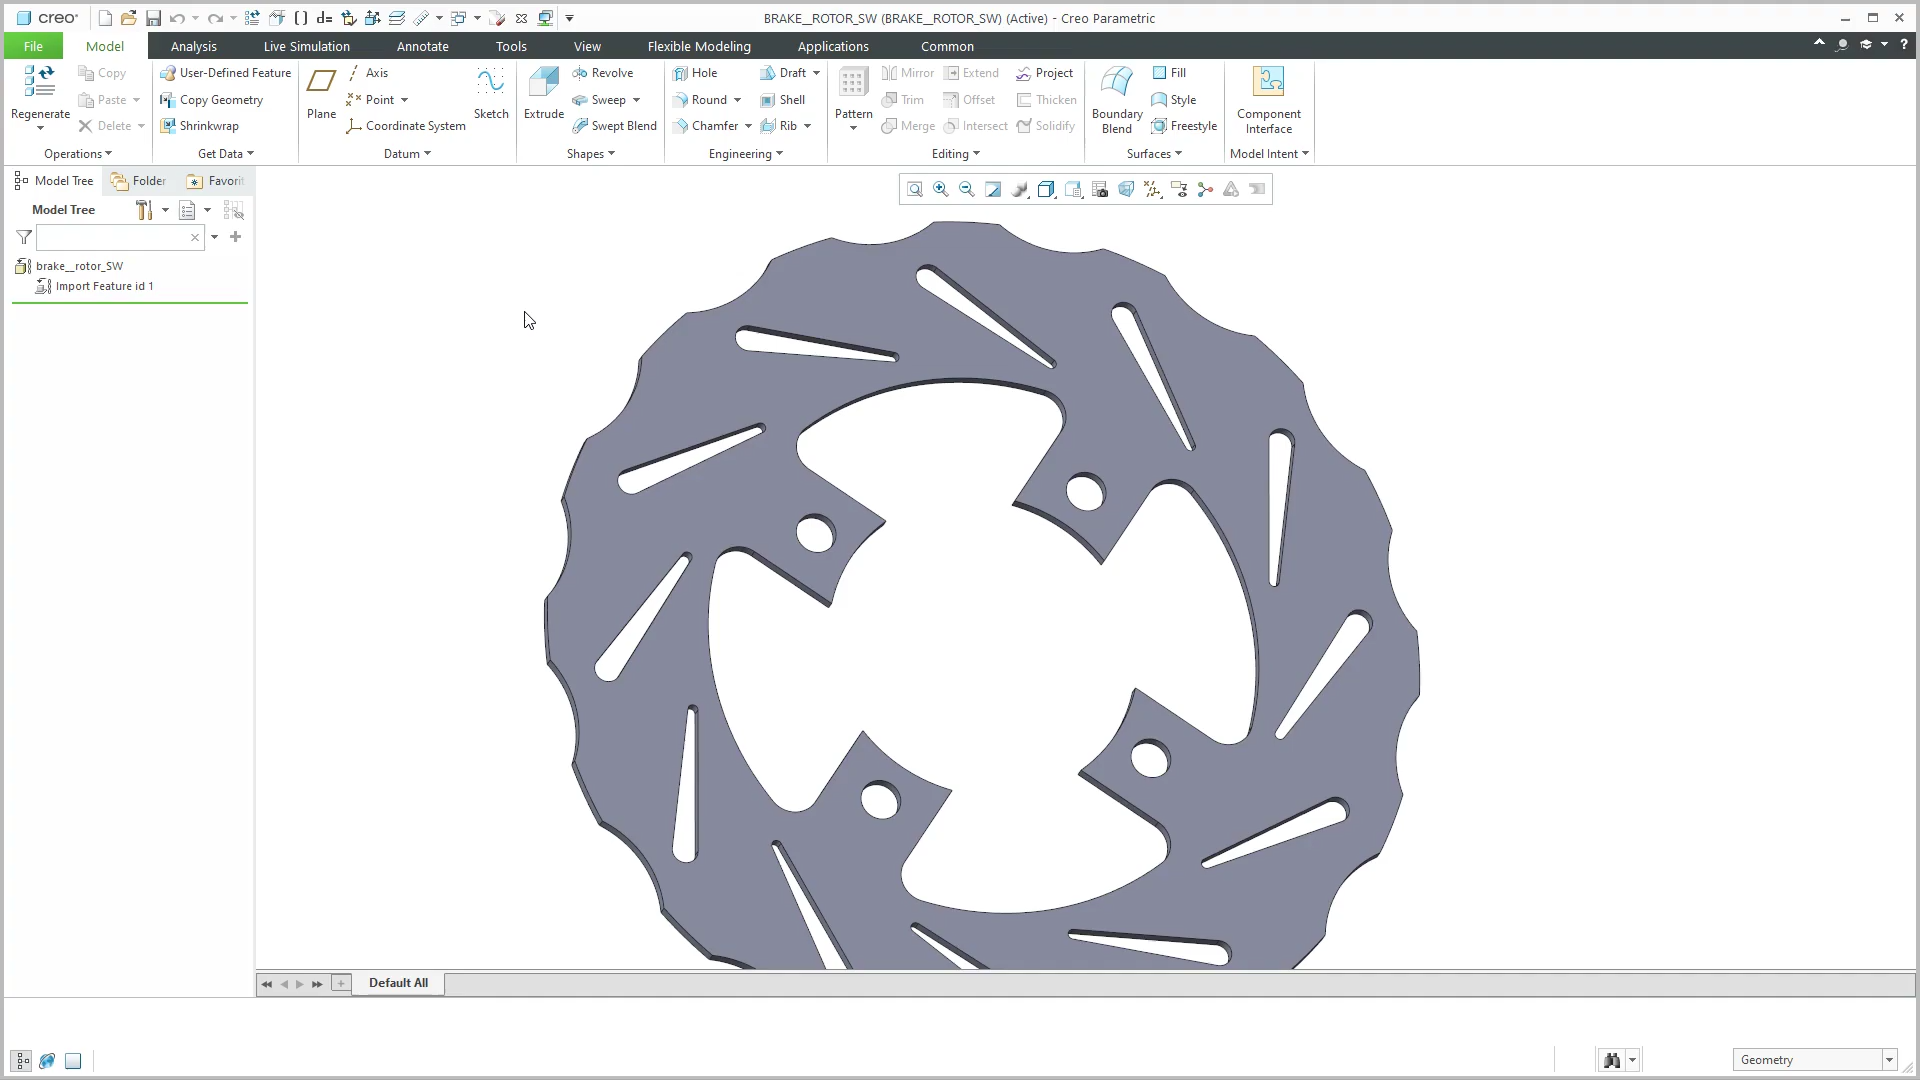 creo
d=
BRAKE__ROTOR_SW (BRAKE__ROTOR_SW) (Active) - Creo Parametric
File Model Analysis Live Simulation Annotate Tools View Flexible Modeling Applications Common
Regenerate
Copy
Paste
Delete
Operations
User-Defined Feature
Copy Geometry
Shrinkwrap
Get Data
Plane
Axis
Point
Coordinate System
Sketch
Datum
Extrude
Revolve
Sweep
Swept Blend
Shapes
Hole
Round
Chamfer
Draft
Shell
Rib
Engineering
Pattern
Mirror
Trim
Merge
Extend
Offset
Intersect
Project
Thicken
Solidify
Editing
Boundary
Blend
Fill
Style
Freestyle
Surfaces
Component
Interface
Model Intent
Model Tree Folder Favorit
Model Tree
brake__rotor_SW
Import Feature id 1
Default All
Geometry